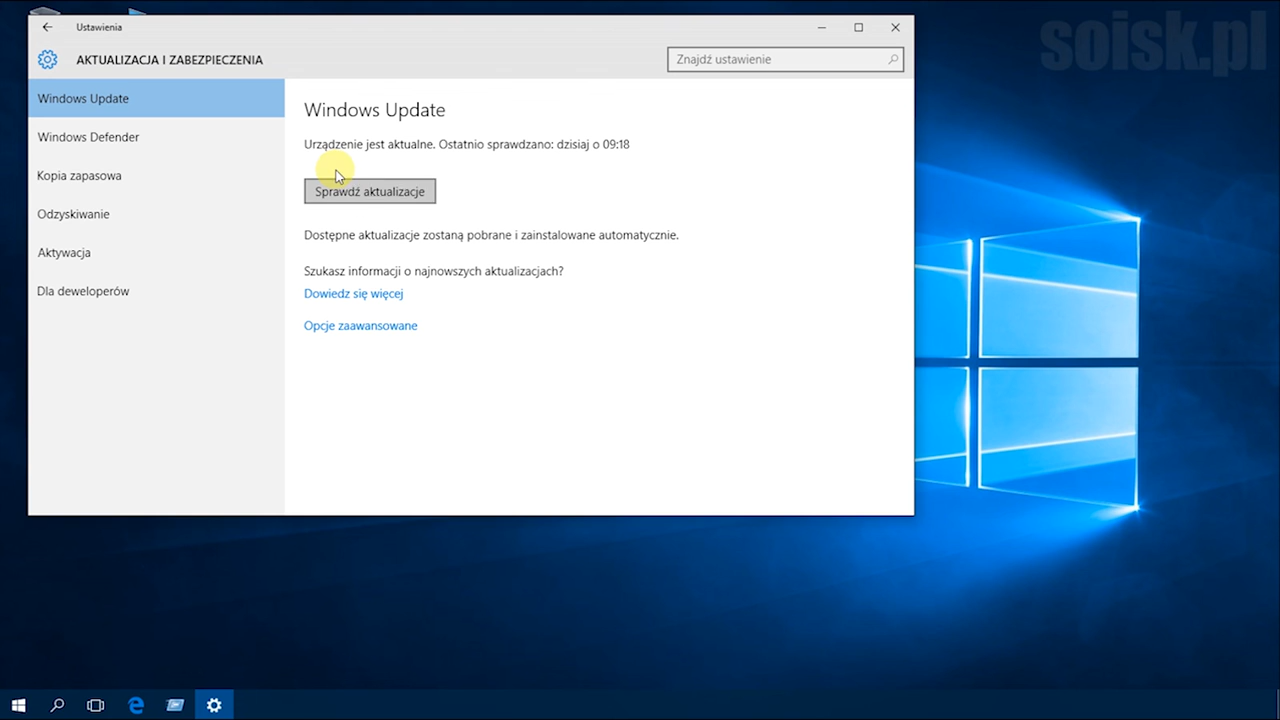 soisk.pl
Ustawienia
AKTUALIZACJA I ZABEZPIECZENIA
Znajdź ustawienie
Windows Update
Windows Defender
Kopia zapasowa
Odzyskiwanie
Aktywacja
Dla deweloperów
Windows Update
Urządzenie jest aktualne. Ostatnio sprawdzano: dzisiaj o 09:18
Sprawdź aktualizacje
Dostępne aktualizacje zostaną pobrane i zainstalowane automatycznie.
Szukasz informacji o najnowszych aktualizacjach?
Dowiedz się więcej
Opcje zaawansowane